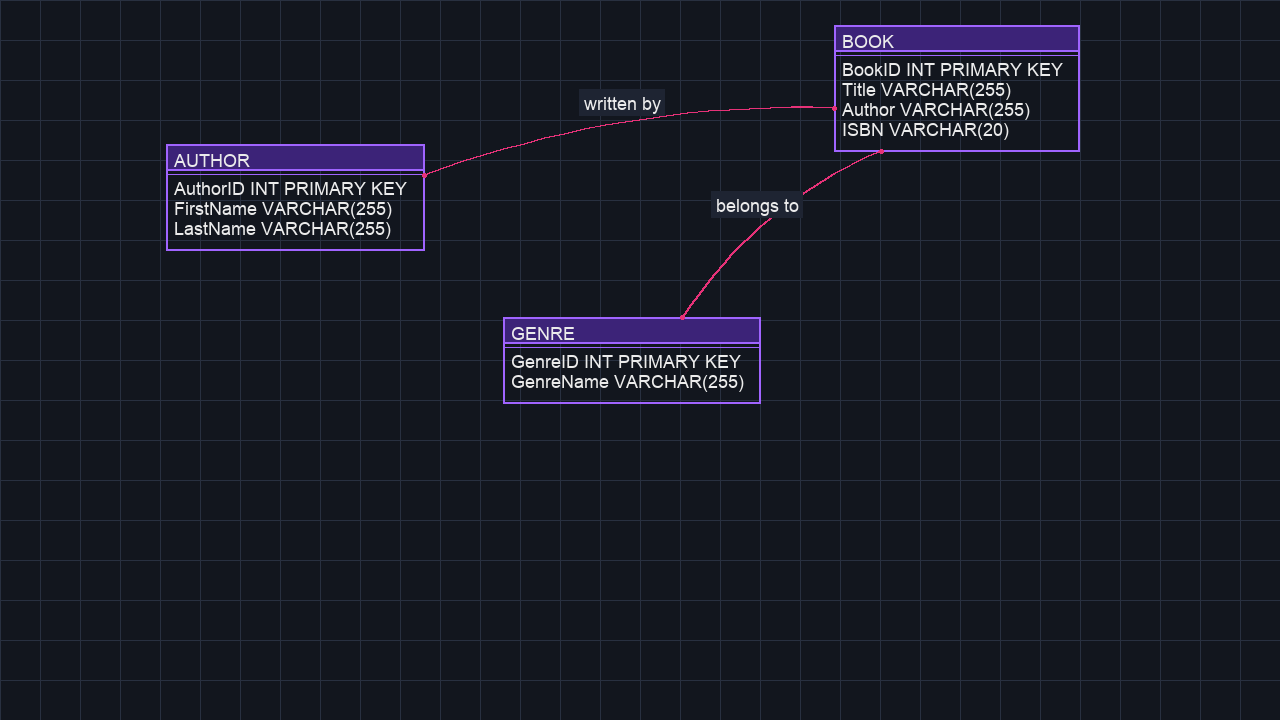 BOOK
BookID INT PRIMARY KEY
Title VARCHAR(255)
Author VARCHAR(255)
ISBN VARCHAR(20)
written by
AUTHOR
AuthorID INT PRIMARY KEY
FirstName VARCHAR(255)
LastName VARCHAR(255)
belongs to
GENRE
GenreID INT PRIMARY KEY
GenreName VARCHAR(255)